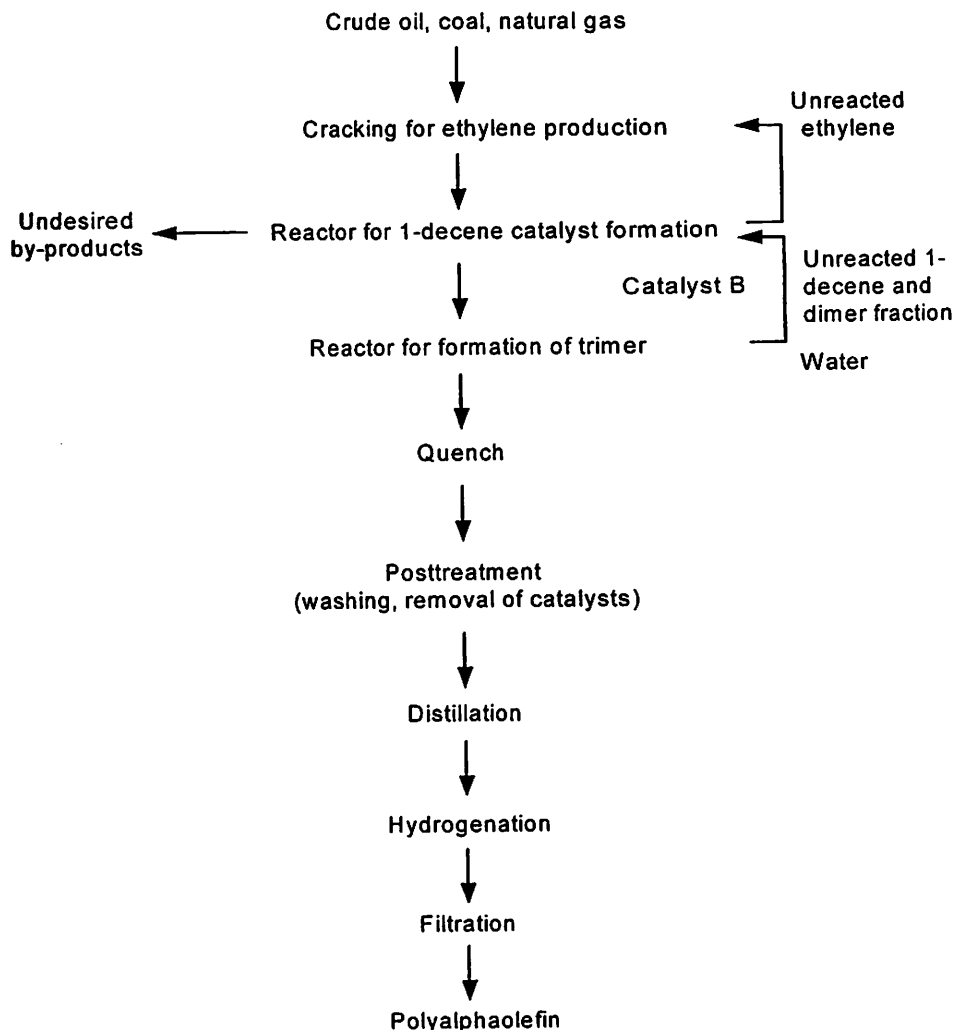 Crude oil, coal, natural gas
Unreacted
ethylene
Cracking for ethylene production
Undesired
by-products
Reactor for 1-decene catalyst formation
Unreacted 1-
decene and
dimer fraction
Catalyst B
Reactor for formation of trimer
Water
Quench
Posttreatment
(washing, removal of catalysts)
Distillation
Hydrogenation
Filtration
Polyalphaolefin